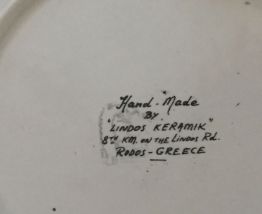 Hand-Made
BY
"LINDOS KERAMIK"
8TH KM. ON THE LINDOS Rd.
RODOS-GREECE